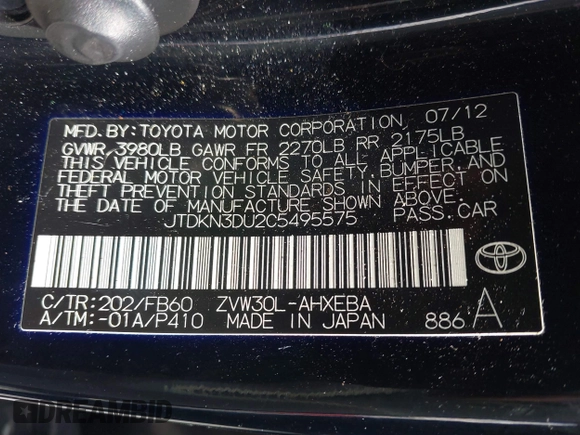 MFD.BY:TOYOTA MOTOR CORPORATION 07/12
GVWR 3980LB GAWR FR 2270LB RR 2175LB
THIS VEHICLE CONFORMS TO ALL APPLICABLE
FEDERAL MOTOR VEHICLE SAFETY,BUMPER,AND
THEFT PREVENTION STANDARDS IN EFFECT ON
THE DATE OF MANUFACTURE SHOWN ABOVE.
JTDKN3DU2C5495575 PASS.CAR
C/TR:202/FB60 ZVW30L-AHXEBA
A/TM:-01A/P410 MADE IN JAPAN 886 A
DREAMBID